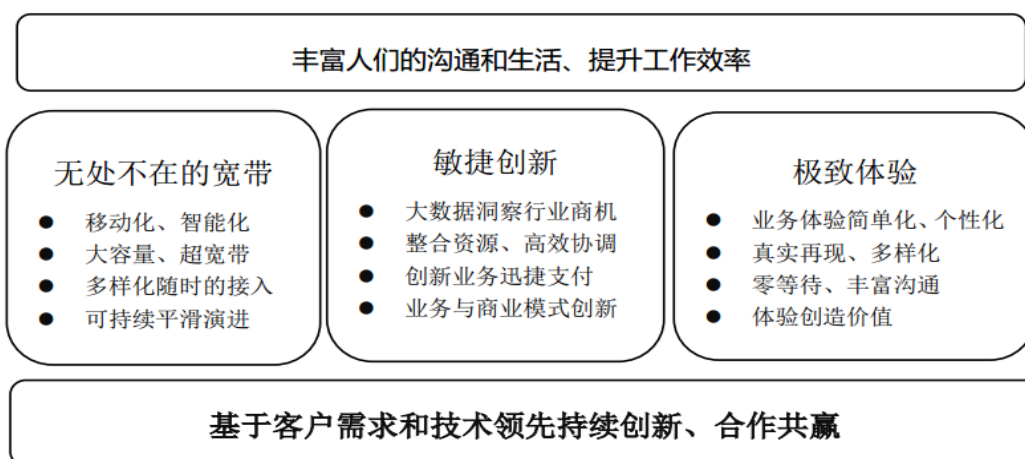 丰富人们的沟通和生活、提升工作效率
无处不在的宽带
● 移动化、智能化
● 大容量、超宽带
● 多样化随时的接入
● 可持续平滑演进
敏捷创新
● 大数据洞察行业商机
● 整合资源、高效协调
● 创新业务迅捷支付
● 业务与商业模式创新
极致体验
● 业务体验简单化、个性化
● 真实再现、多样化
● 零等待、丰富沟通
● 体验创造价值
基于客户需求和技术领先持续创新、合作共赢